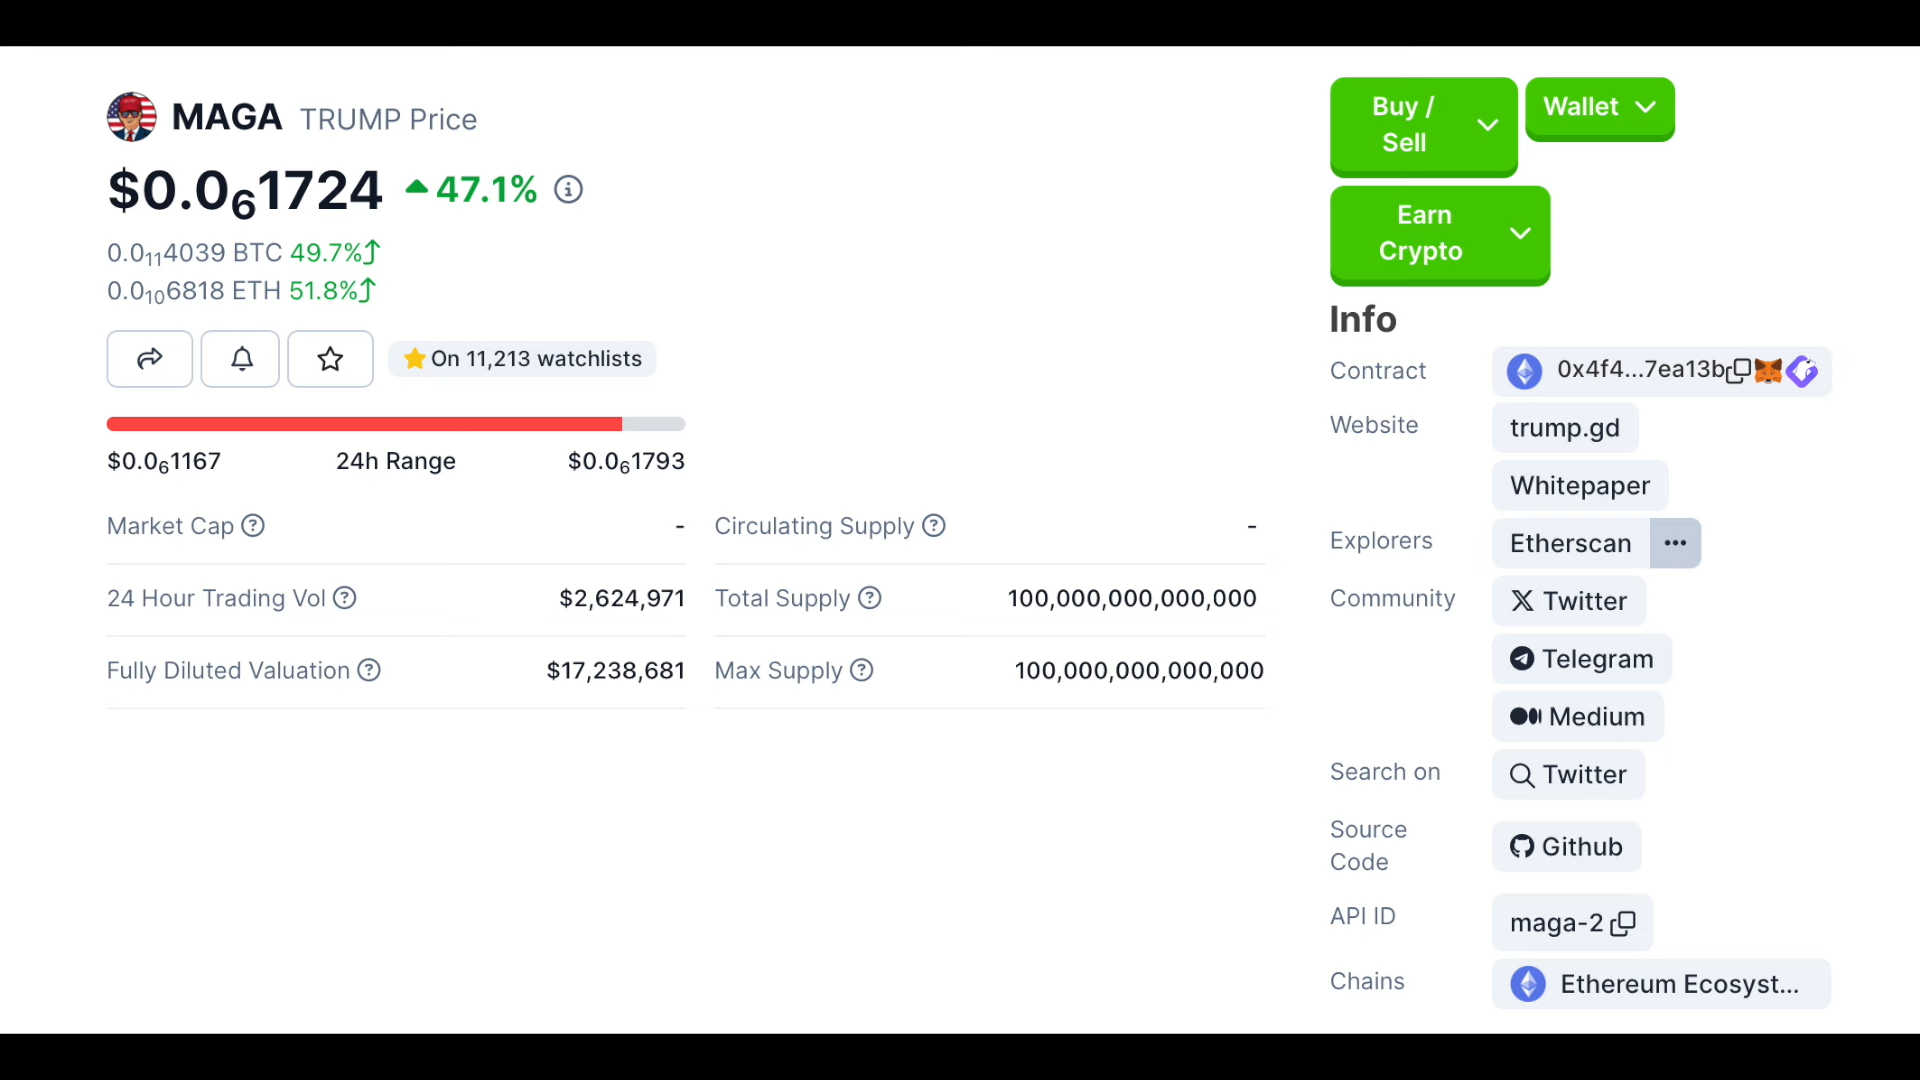 MAGA TRUMP Price
$0.0₆1724 47.1%
0.0₁₁4039 BTC 49.7%
0.0₁₀6818 ETH 51.8%
On 11,213 watchlists
$0.0₆1167 24h Range $0.0₆1793
Market Cap -
24 Hour Trading Vol $2,624,971
Fully Diluted Valuation $17,238,681
Circulating Supply -
Total Supply 100,000,000,000,000
Max Supply 100,000,000,000,000
Buy /
Sell
Wallet
Earn
Crypto
Info
Contract 0x4f4...7ea13b
Website trump.gd
Whitepaper
Explorers Etherscan
Community Twitter
Telegram
Medium
Search on Twitter
Source
Code
Github
API ID maga-2
Chains Ethereum Ecosyst...